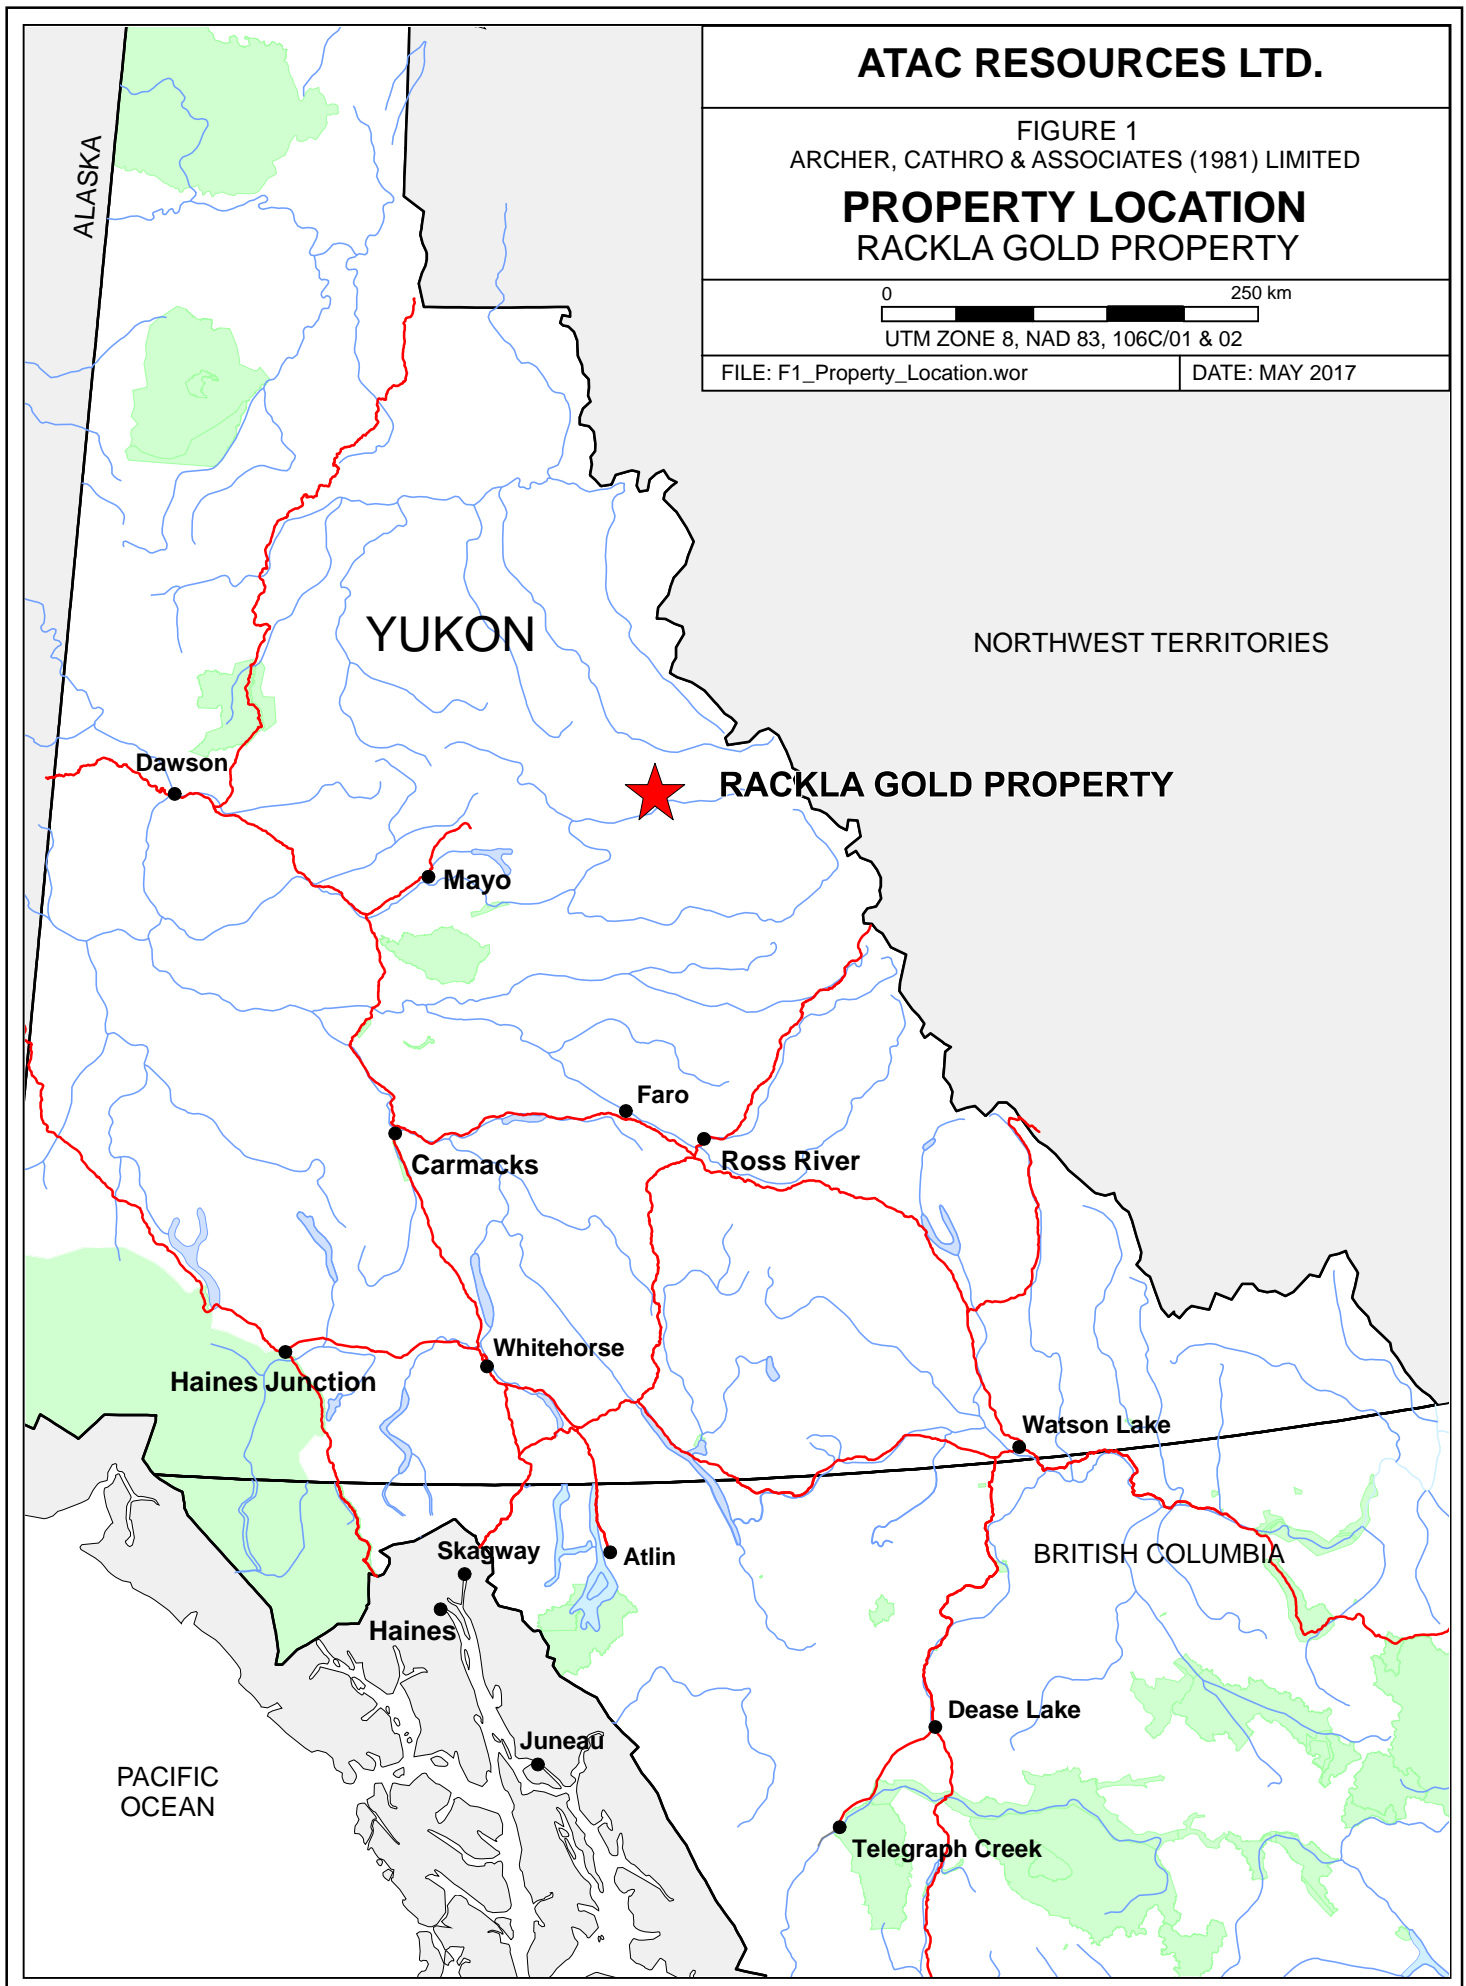 ATAC RESOURCES LTD.
FIGURE 1
ARCHER, CATHRO & ASSOCIATES (1981) LIMITED
PROPERTY LOCATION
RACKLA GOLD PROPERTY
0 250 km
UTM ZONE 8, NAD 83, 106C/01 & 02
FILE: F1_Property_Location.wor
DATE: MAY 2017
ALASKA
YUKON
NORTHWEST TERRITORIES
Dawson
RACKLA GOLD PROPERTY
Mayo
Faro
Ross River
Carmacks
Whitehorse
Haines Junction
Watson Lake
Skagway
Atlin
BRITISH COLUMBIA
Haines
Dease Lake
Juneau
PACIFIC
OCEAN
Telegraph Creek